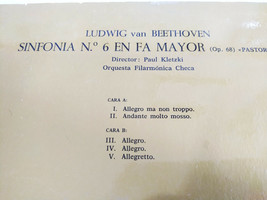 LUDWIG van BEETHOVEN
SINFONIA N.º 6 EN FA MAYOR (Op. 68) «PASTOR
Director: Paul Kletzki
Orquesta Filarmónica Checa
CARA A:
I. Allegro ma non troppo.
II. Andante molto mosso.
CARA B:
III. Allegro.
IV. Allegro.
V. Allegretto.